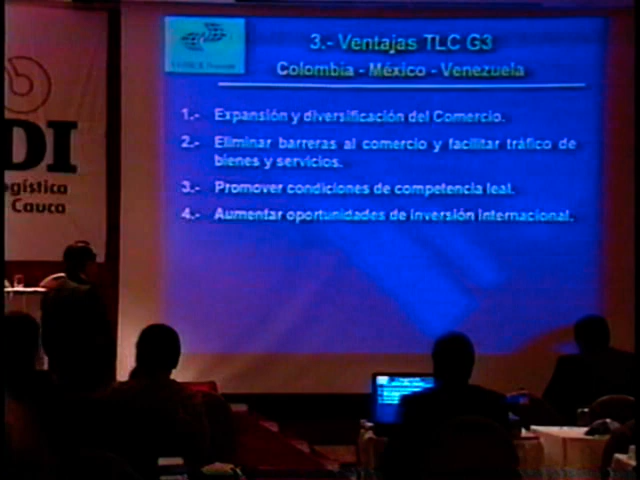 3.- Ventajas TLC G3
Colombia - México - Venezuela
1.- Expansión y diversificación del Comercio.
2.- Eliminar barreras al comercio y facilitar tráfico de
bienes y servicios.
3.- Promover condiciones de competencia leal.
4.- Aumentar oportunidades de inversión Internacional.
DI
ogística
Cauca